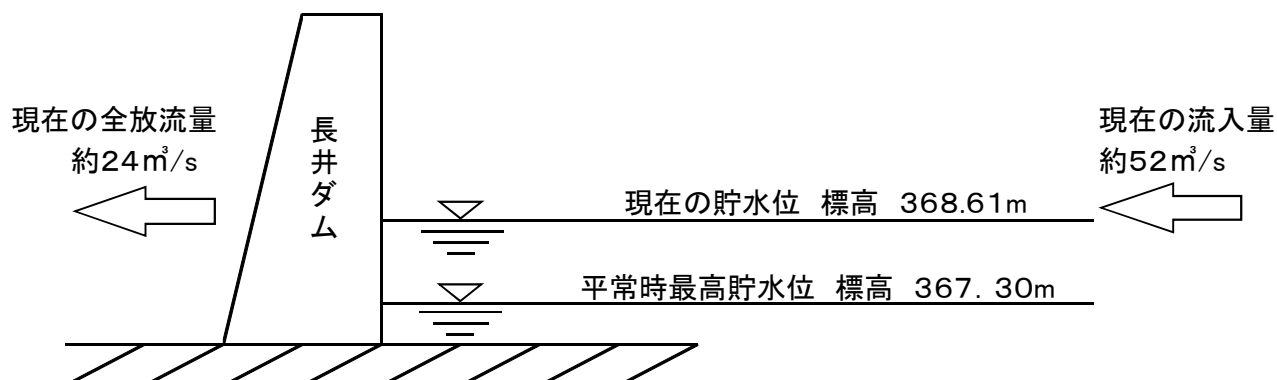 現在の全放流量
約24㎥/s
長井ダム
現在の流入量
約52㎥/s
現在の貯水位 標高 368.61m
平常時最高貯水位 標高 367.30m